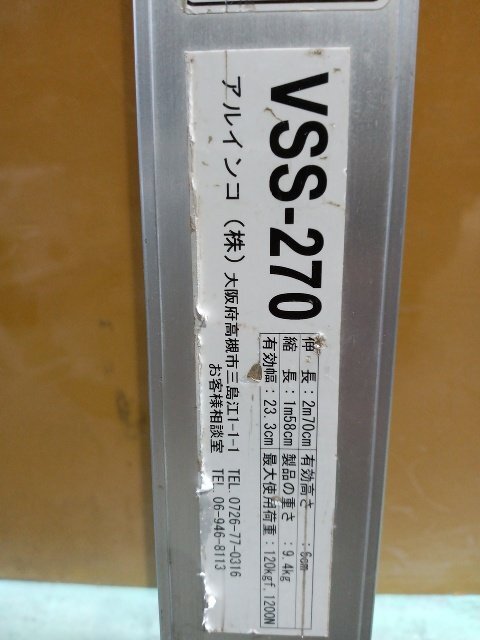 VSS-270
伸 長：2m70cm 有効高さ ：6cm
縮 長：1m58cm 製品の重さ ：9.4kg
有効幅：23.3cm 最大使用荷重：120kgf,1200N
アルインコ（株）大阪府高槻市三島江1-1-1 TEL.0726-77-0316
お客様相談室 TEL.06-946-8113